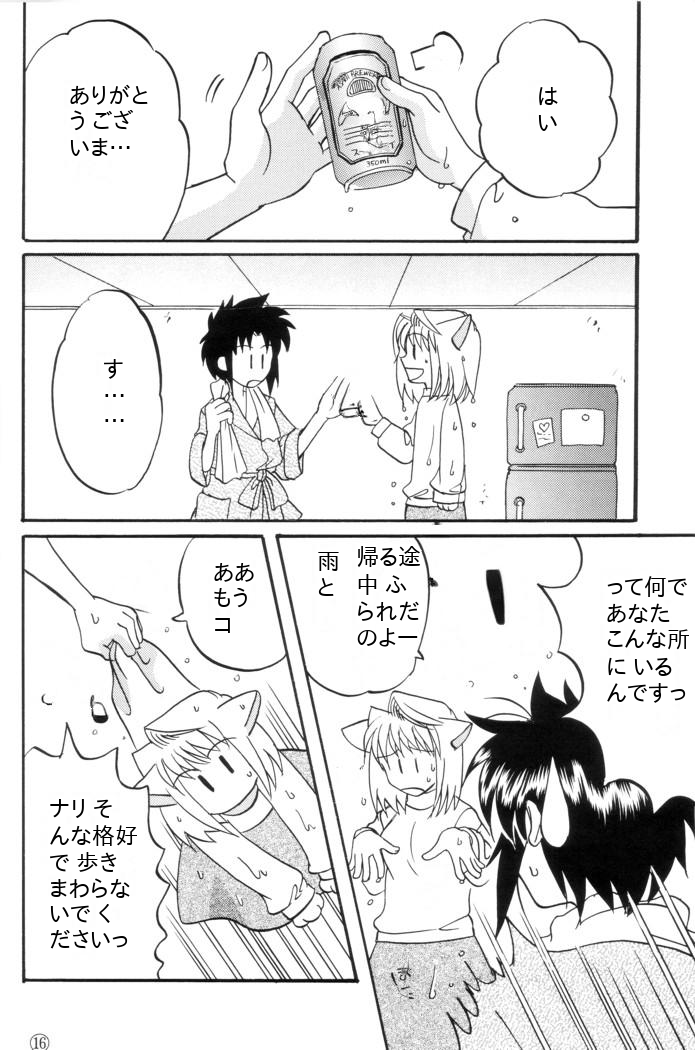 はい
ありがと
う ござ
いま…
350ml
す
……
って何で
あなた
こんな所
に いる
んですっ
帰る途
中 ふ
られだ
のよー
雨と
ああ
もう
コ
ナリ そ
んな格好
で 歩き
まわらな
いで く
ださいっ
16